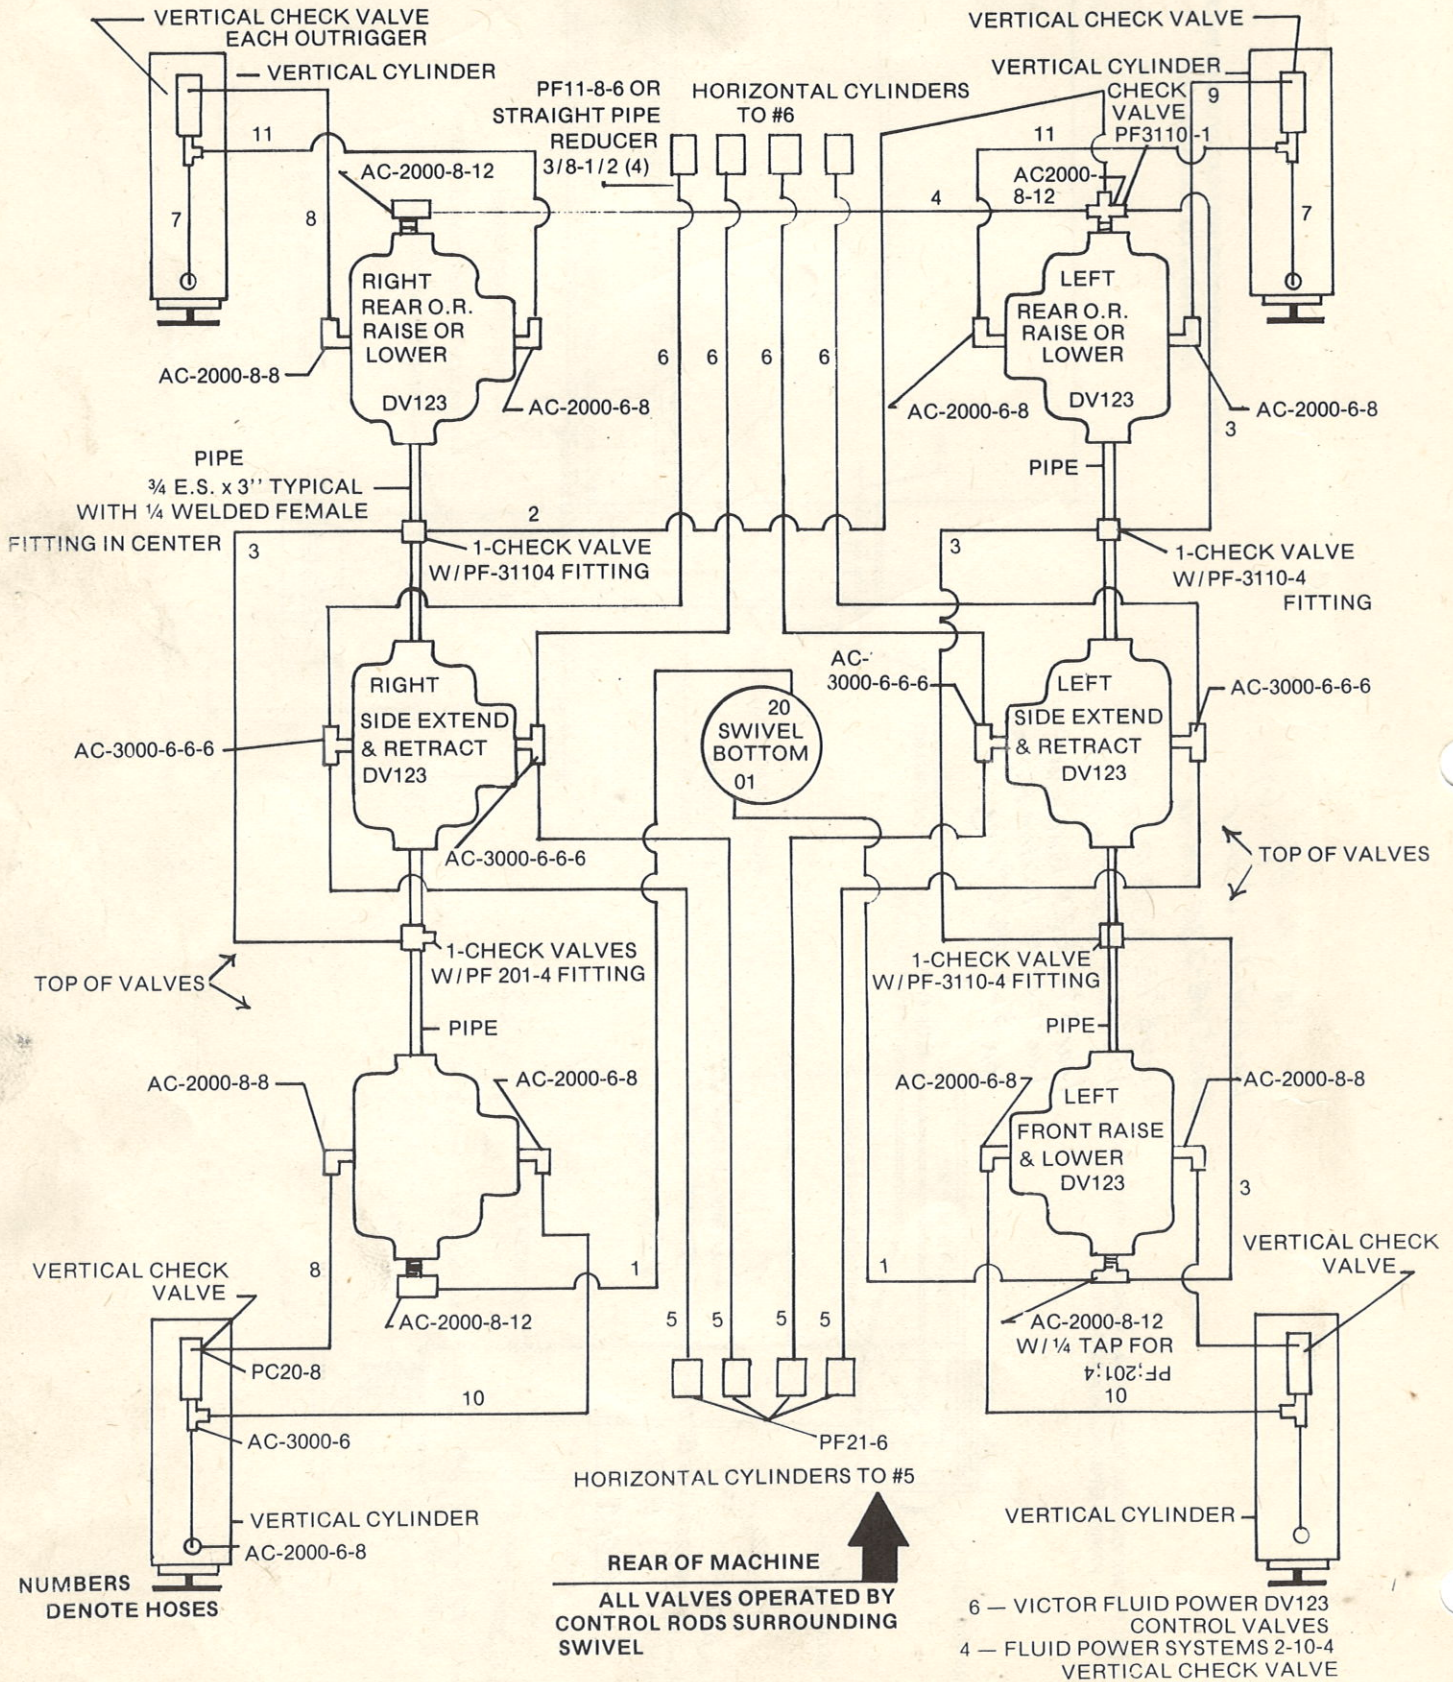 VERTICAL CHECK VALVE
EACH OUTRIGGER
VERTICAL CYLINDER
11
7
8
AC-2000-8-12
PF11-8-6 OR
STRAIGHT PIPE
REDUCER
3/8-1/2 (4)
HORIZONTAL CYLINDERS
TO #6
VERTICAL CHECK VALVE
VERTICAL CYLINDER
CHECK
VALVE
PF3110-1
9
11
AC2000-
8-12
4
7
RIGHT
REAR O.R.
RAISE OR
LOWER
DV123
LEFT
REAR O.R.
RAISE OR
LOWER
DV123
AC-2000-8-8
AC-2000-6-8
6
6
6
6
AC-2000-6-8
AC-2000-6-8
3
PIPE
¾ E.S. x 3'' TYPICAL
WITH ¼ WELDED FEMALE
FITTING IN CENTER
3
2
1-CHECK VALVE
W/PF-31104 FITTING
PIPE
3
1-CHECK VALVE
W/PF-3110-4
FITTING
RIGHT
SIDE EXTEND
& RETRACT
DV123
AC-3000-6-6-6
AC-3000-6-6-6
20
SWIVEL
BOTTOM
01
AC-
3000-6-6-6
LEFT
SIDE EXTEND
& RETRACT
DV123
AC-3000-6-6-6
TOP OF VALVES
1-CHECK VALVES
W/PF 201-4 FITTING
TOP OF VALVES
1-CHECK VALVE
W/PF-3110-4 FITTING
PIPE
PIPE
AC-2000-8-8
AC-2000-6-8
AC-2000-6-8
AC-2000-8-8
LEFT
FRONT RAISE
& LOWER
DV123
3
VERTICAL CHECK
VALVE
8
1
1
AC-2000-8-12
5
5
5
5
AC-2000-8-12
W/¼ TAP FOR
PF;201;4
VERTICAL CHECK
VALVE
PC20-8
10
10
AC-3000-6
PF21-6
HORIZONTAL CYLINDERS TO #5
VERTICAL CYLINDER
AC-2000-6-8
VERTICAL CYLINDER
NUMBERS
DENOTE HOSES
REAR OF MACHINE
ALL VALVES OPERATED BY
CONTROL RODS SURROUNDING
SWIVEL
6 — VICTOR FLUID POWER DV123
CONTROL VALVES
4 — FLUID POWER SYSTEMS 2-10-4
VERTICAL CHECK VALVE